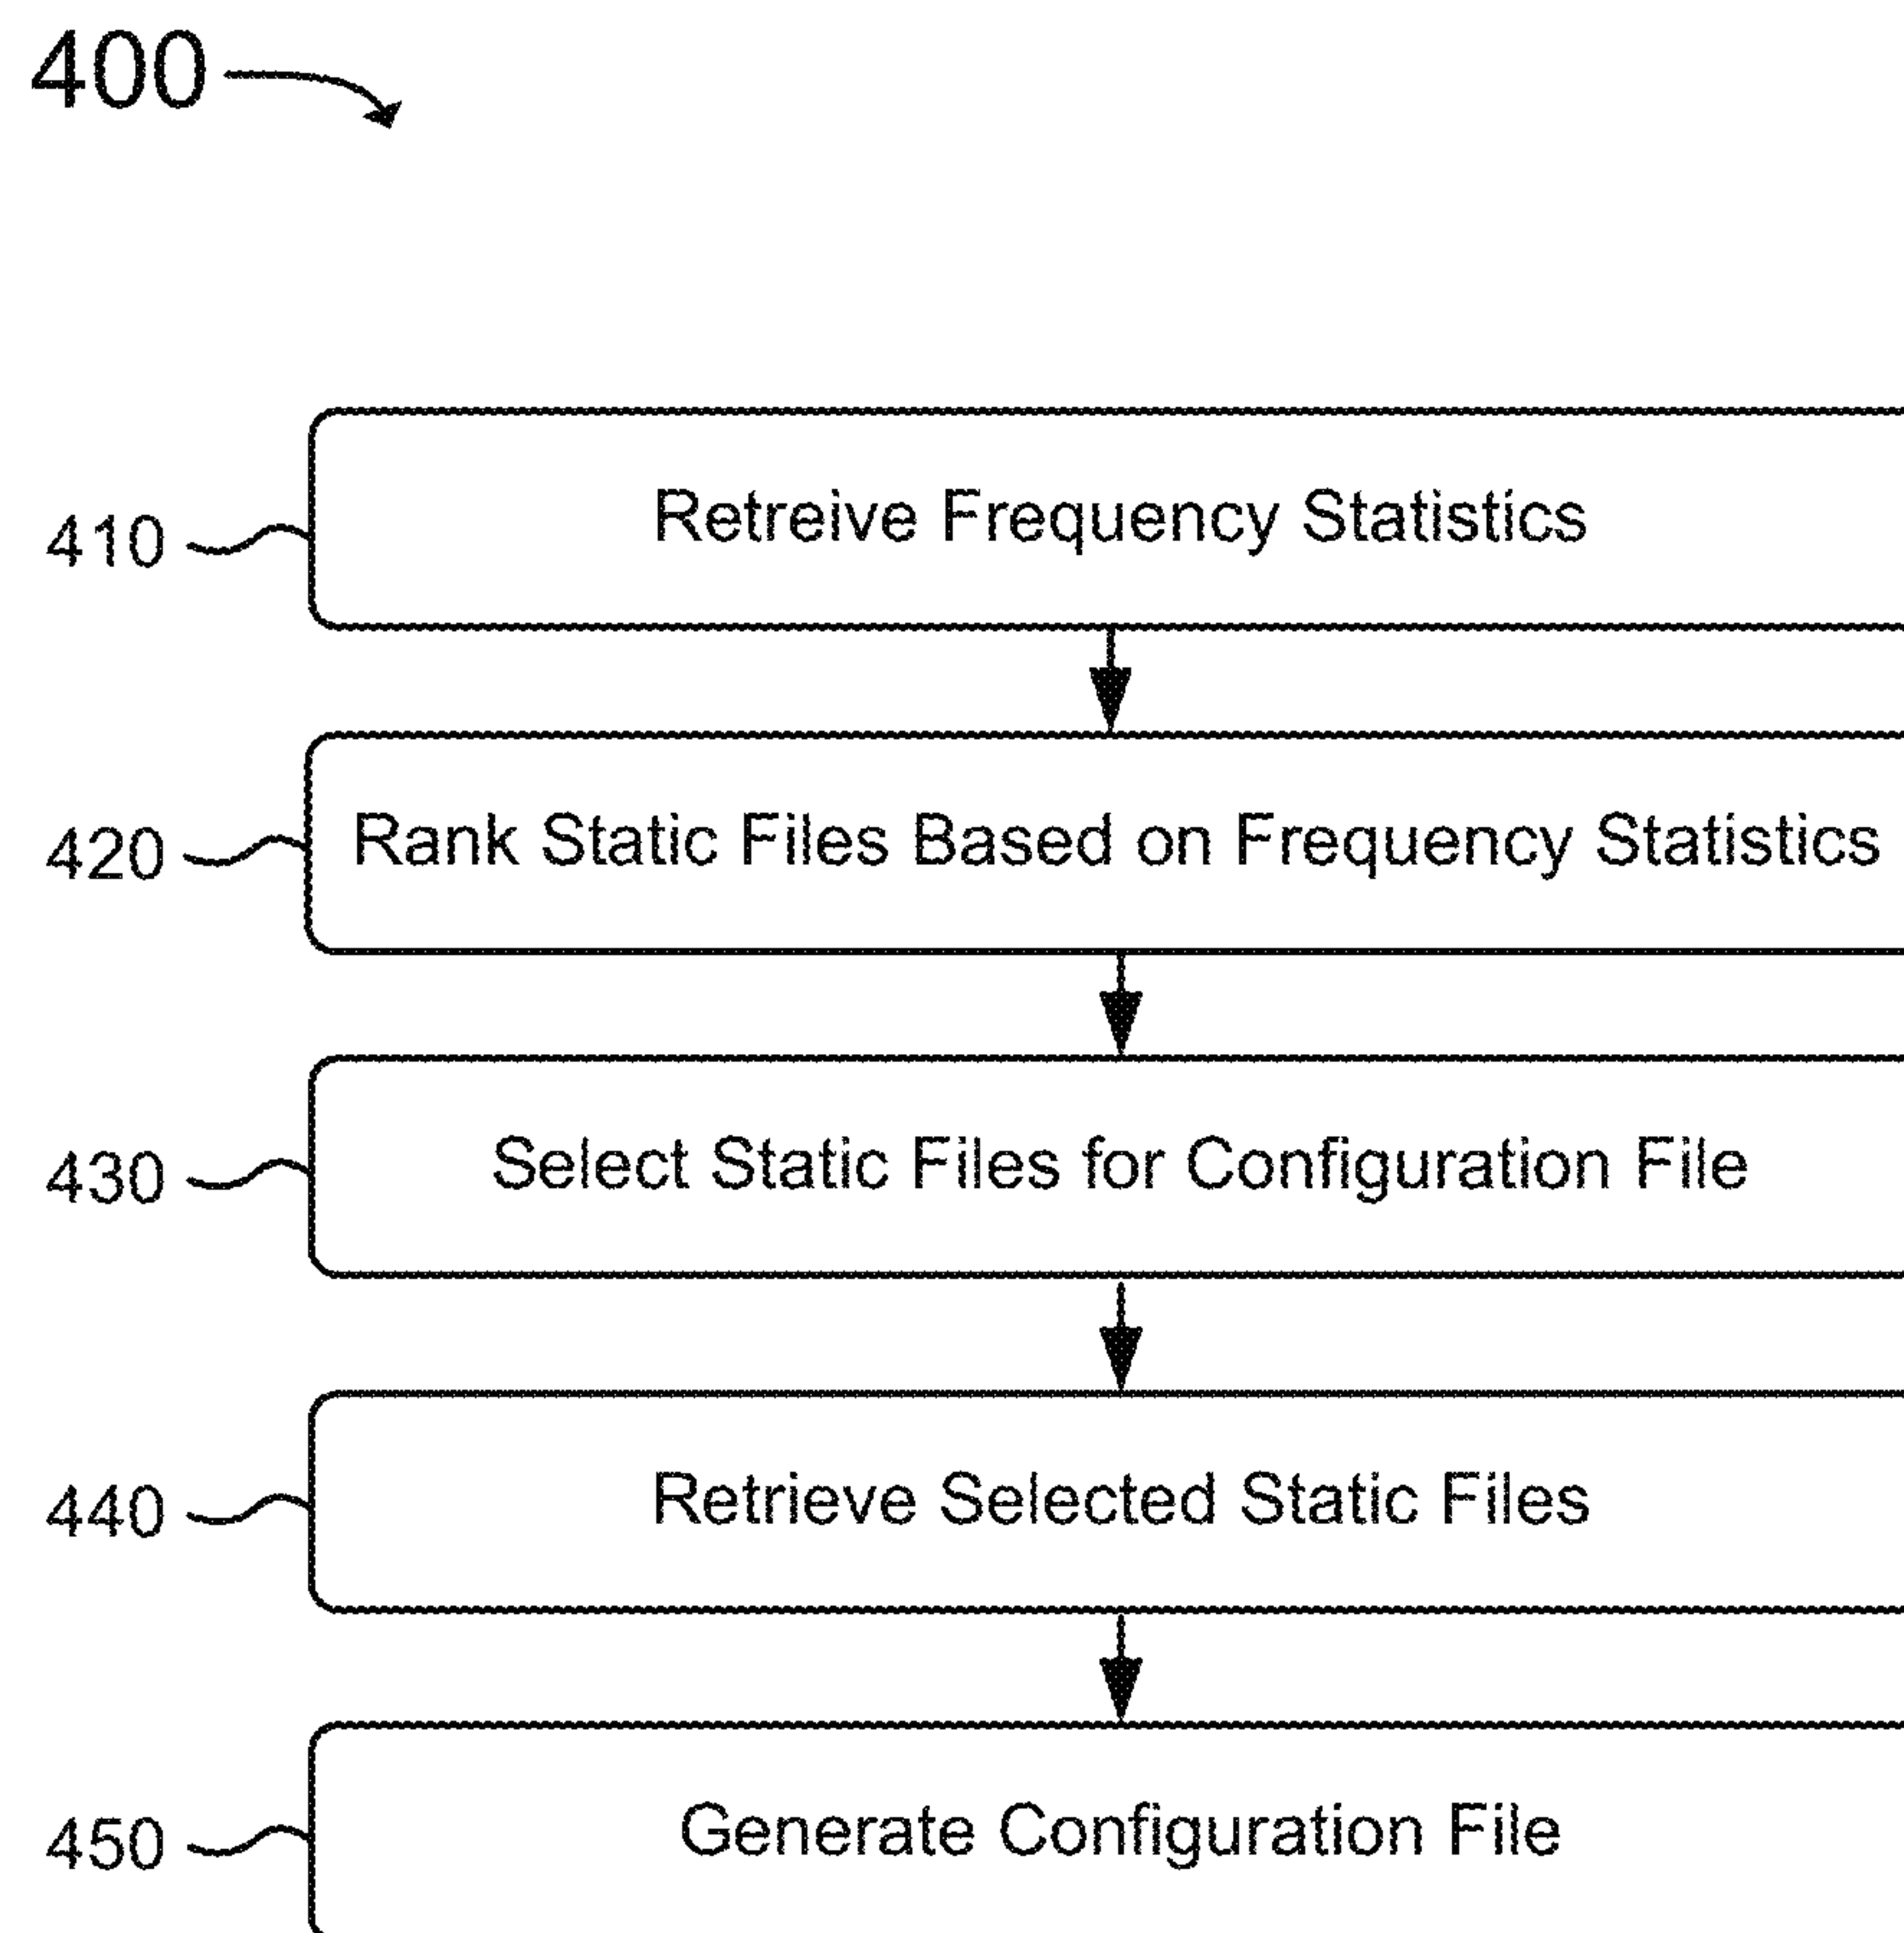 400
410 Retreive Frequency Statistics
420 Rank Static Files Based on Frequency Statistics
430 Select Static Files for Configuration File
440 Retrieve Selected Static Files
450 Generate Configuration File